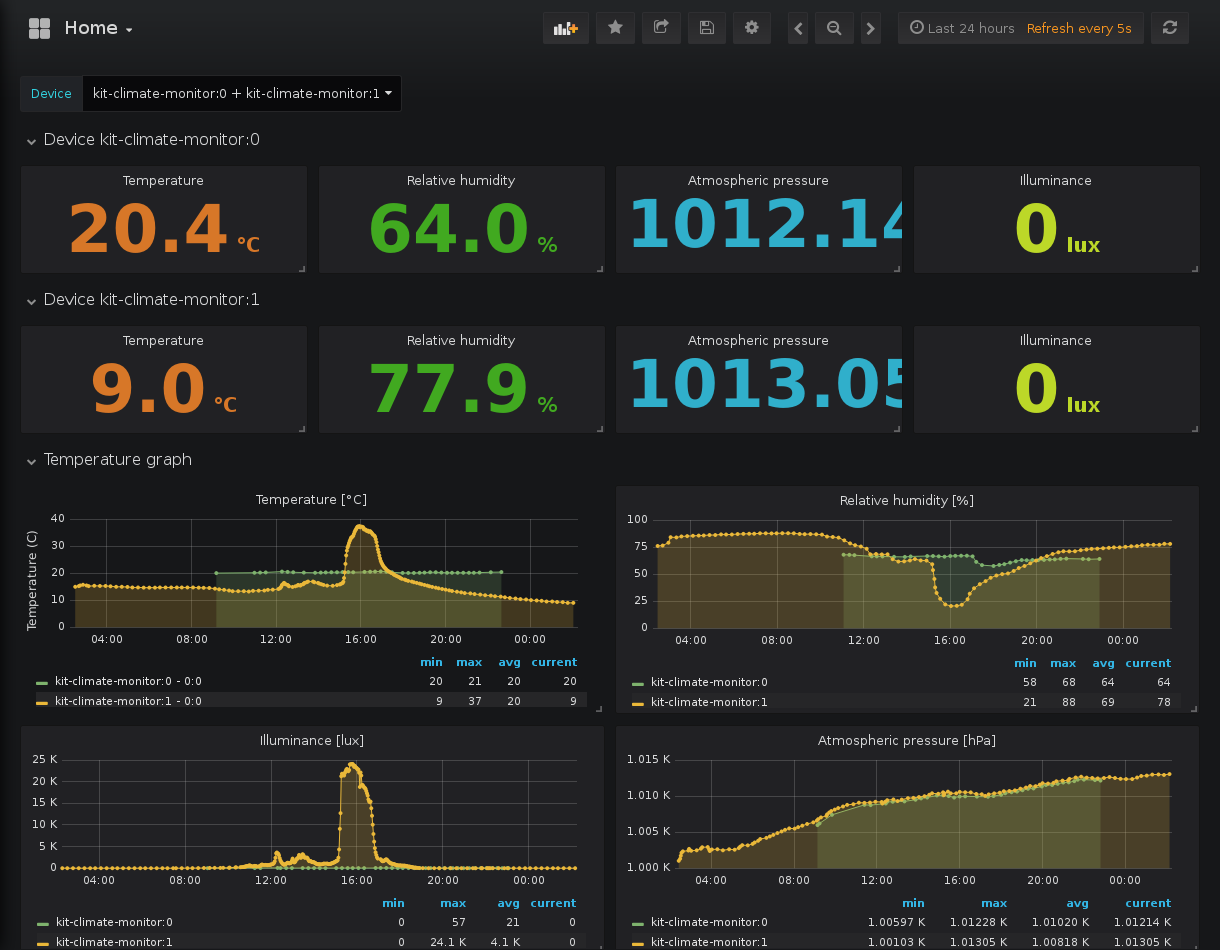 Home
Last 24 hours Refresh every 5s
Device kit-climate-monitor:0 + kit-climate-monitor:1
Device kit-climate-monitor:0
Temperature Relative humidity Atmospheric pressure Illuminance
20.4 °C 64.0 % 1012.14 0 lux
Device kit-climate-monitor:1
Temperature Relative humidity Atmospheric pressure Illuminance
9.0 °C 77.9 % 1013.05 0 lux
Temperature graph
Temperature [°C]
Temperature (C)
40
30
20
10
0
04:00 08:00 12:00 16:00 20:00 00:00
min max avg current
kit-climate-monitor:0 - 0:0 20 21 20 20
kit-climate-monitor:1 - 0:0 9 37 20 9
Relative humidity [%]
100
75
50
25
0
04:00 08:00 12:00 16:00 20:00 00:00
min max avg current
kit-climate-monitor:0 58 68 64 64
kit-climate-monitor:1 21 88 69 78
Illuminance [lux]
25 K
20 K
15 K
10 K
5 K
0
04:00 08:00 12:00 16:00 20:00 00:00
min max avg current
kit-climate-monitor:0 0 57 21 0
kit-climate-monitor:1 0 24.1 K 4.1 K 0
Atmospheric pressure [hPa]
1.015 K
1.010 K
1.005 K
1.000 K
04:00 08:00 12:00 16:00 20:00 00:00
min max avg current
kit-climate-monitor:0 1.00597 K 1.01228 K 1.01020 K 1.01214 K
kit-climate-monitor:1 1.00103 K 1.01305 K 1.00818 K 1.01305 K